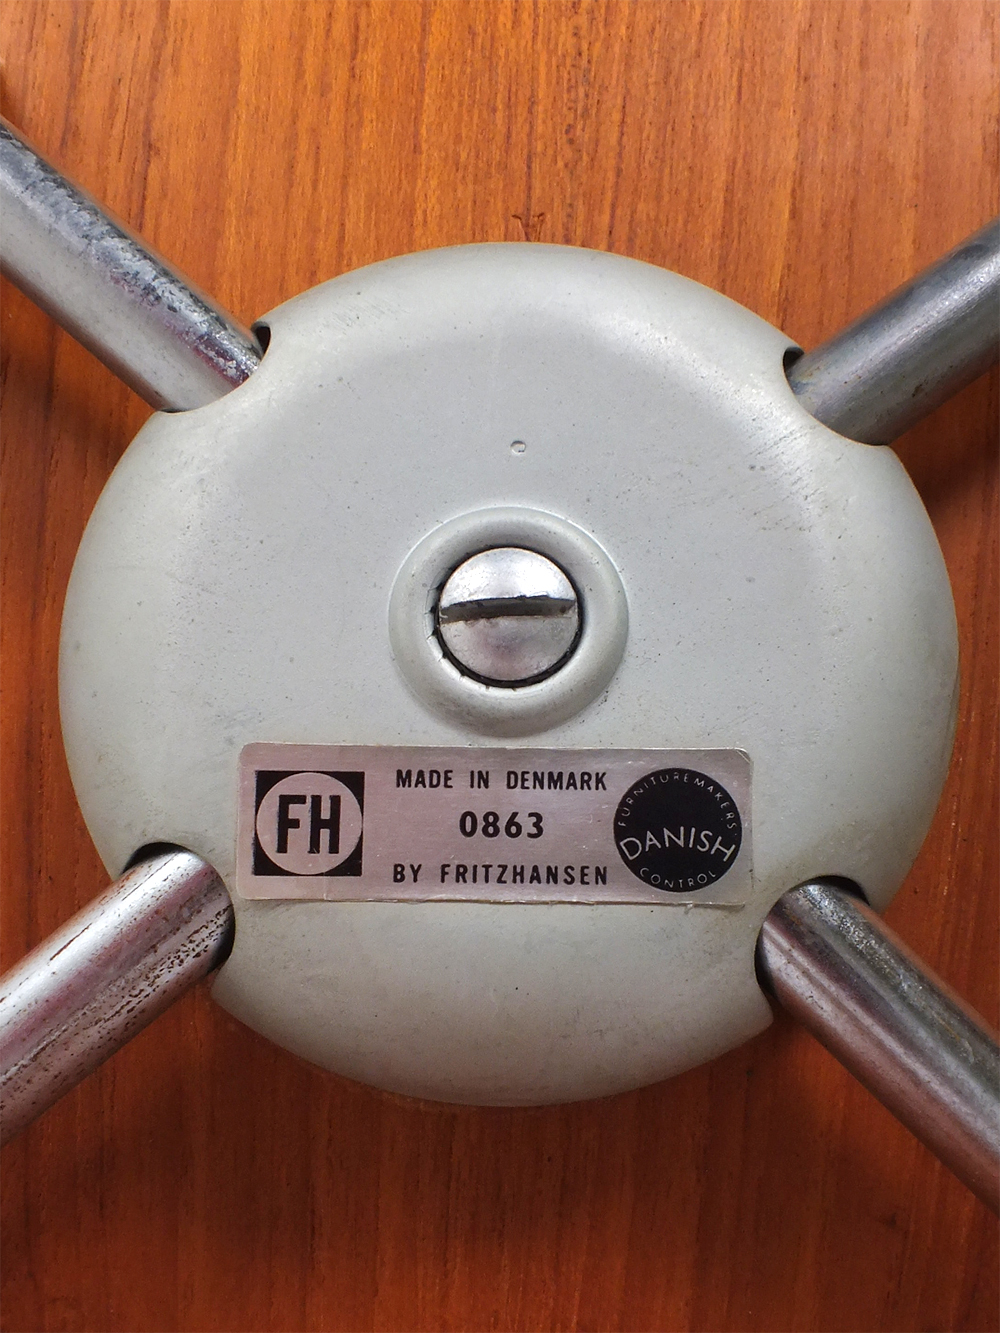 FH
MADE IN DENMARK
0863
BY FRITZHANSEN
FURNITUREMAKERS
DANISH
CONTROL